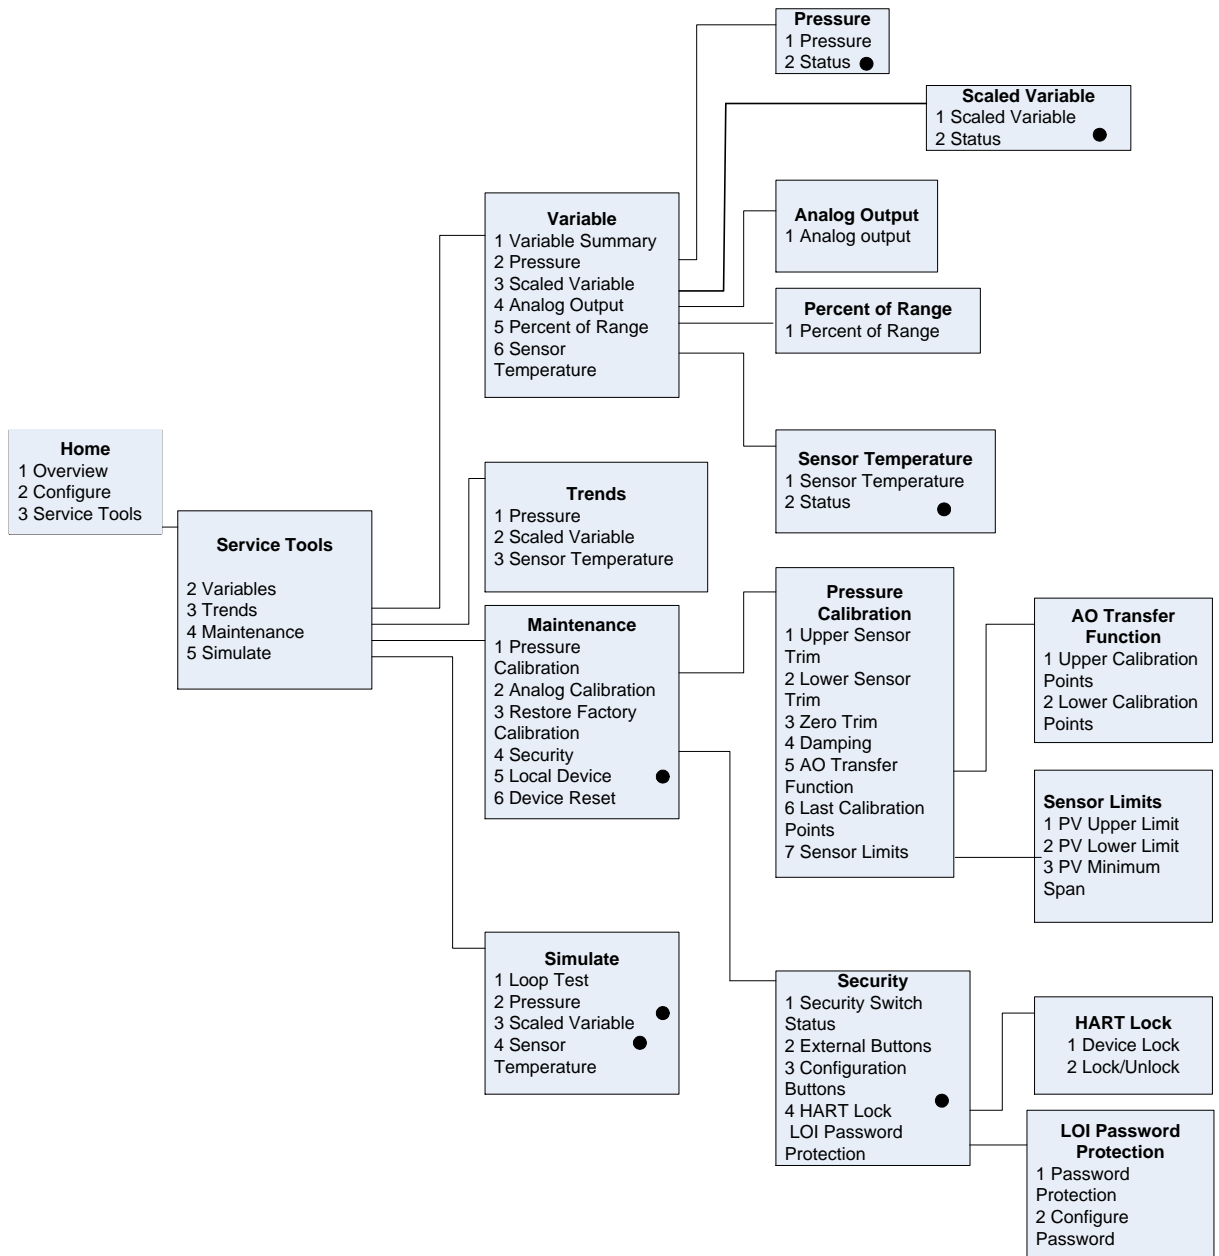 Pressure
1 Pressure
2 Status
Scaled Variable
1 Scaled Variable
2 Status
Variable
1 Variable Summary
2 Pressure
3 Scaled Variable
4 Analog Output
5 Percent of Range
6 Sensor
Temperature
Analog Output
1 Analog output
Percent of Range
1 Percent of Range
Sensor Temperature
1 Sensor Temperature
2 Status
Home
1 Overview
2 Configure
3 Service Tools
Service Tools
2 Variables
3 Trends
4 Maintenance
5 Simulate
Trends
1 Pressure
2 Scaled Variable
3 Sensor Temperature
Maintenance
1 Pressure
Calibration
2 Analog Calibration
3 Restore Factory
Calibration
4 Security
5 Local Device
6 Device Reset
Pressure
Calibration
1 Upper Sensor
Trim
2 Lower Sensor
Trim
3 Zero Trim
4 Damping
5 AO Transfer
Function
6 Last Calibration
Points
7 Sensor Limits
AO Transfer
Function
1 Upper Calibration
Points
2 Lower Calibration
Points
Sensor Limits
1 PV Upper Limit
2 PV Lower Limit
3 PV Minimum
Span
Simulate
1 Loop Test
2 Pressure
3 Scaled Variable
4 Sensor
Temperature
Security
1 Security Switch
Status
2 External Buttons
3 Configuration
Buttons
4 HART Lock
LOI Password
Protection
HART Lock
1 Device Lock
2 Lock/Unlock
LOI Password
Protection
1 Password
Protection
2 Configure
Password